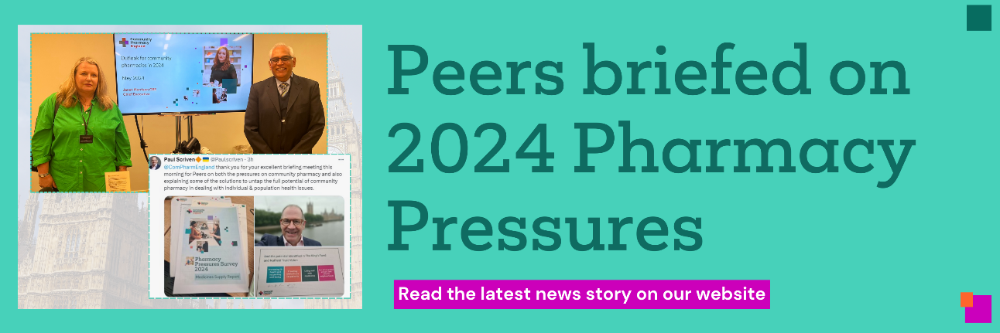 Community
Pharmacy
England
Outlook for community
pharmacies in 2024
May 2024
Janet Morrison OBE
Chief Executive
Paul Scriven @Paulscriven · 3h
@ComPharmEngland thank you for your excellent briefing meeting this
morning for Peers on both the pressures on community pharmacy and also
explaining some of the solutions to untap the full potential of community
pharmacy in dealing with individual & population health issues.
Pharmacy
Pressures Survey
2024
Medicines Supply Report
Peers briefed on
2024 Pharmacy
Pressures
Read the latest news story on our website